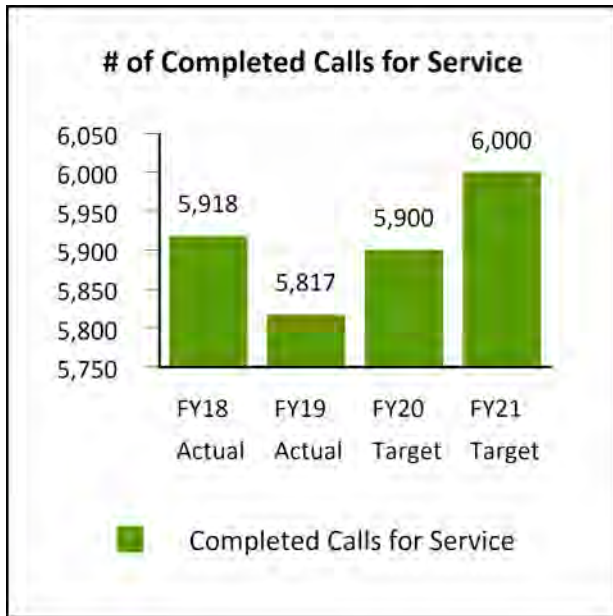 # of Completed Calls for Service
6,050
6,000
5,950
5,900
5,850
5,800
5,750
5,918
5,817
5,900
6,000
FY18 Actual
FY19 Actual
FY20 Target
FY21 Target
Completed Calls for Service